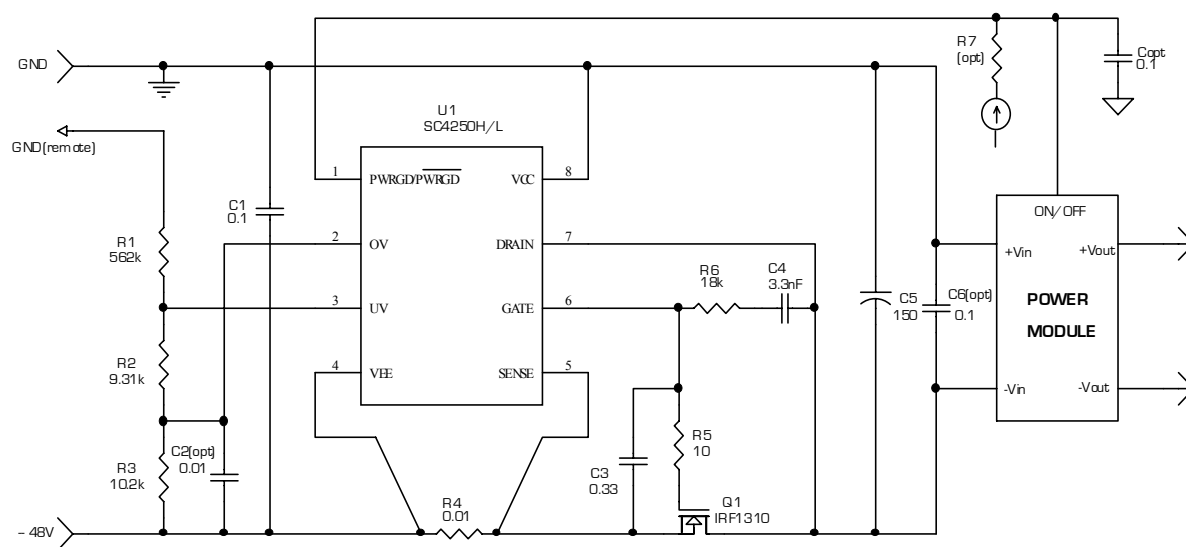 R7
(opt)
Copt
0.1
GND
U1
SC4250H/L
GND(remote)
1
PWRGD/PWRGD
VCC
8
ON/OFF
C1
0.1
2
OV
DRAIN
7
+Vin
+Vout
R1
562k
R6
18k
C4
3.3nF
3
UV
GATE
6
C5
150
C6(opt)
0.1
POWER
MODULE
R2
9.31k
4
VEE
SENSE
5
-Vin
-Vout
C2(opt)
0.01
R5
10
R3
10.2k
C3
0.33
R4
0.01
Q1
IRF1310
- 48V